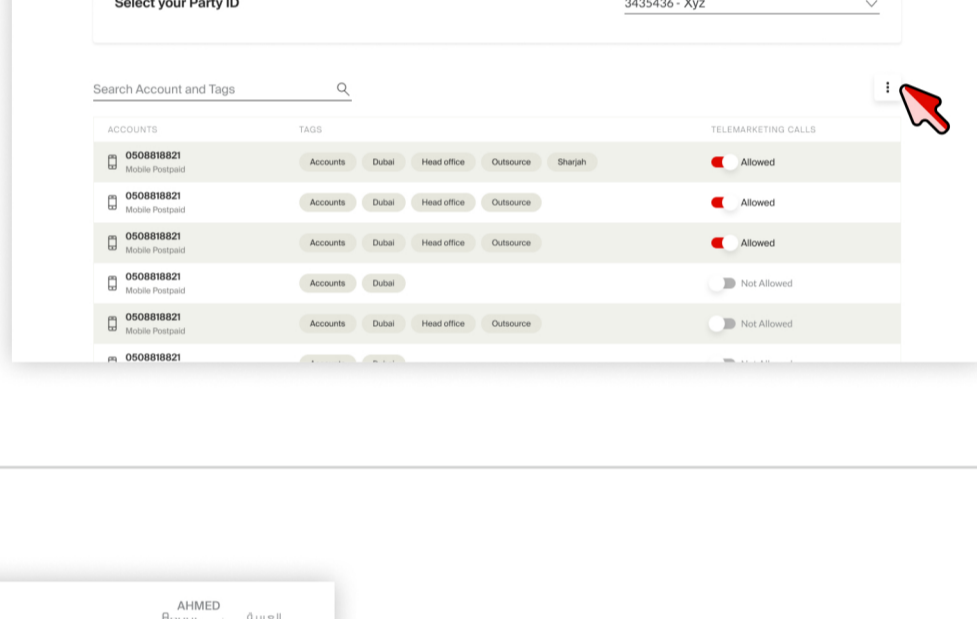 Select your Party ID
3435436 - Xyz
Search Account and Tags
ACCOUNTS TAGS TELEMARKETING CALLS
0508818821 Accounts Dubai Head office Outsource Sharjah Allowed
Mobile Postpaid
0508818821 Accounts Dubai Head office Outsource Allowed
Mobile Postpaid
0508818821 Accounts Dubai Head office Outsource Allowed
Mobile Postpaid
0508818821 Accounts Dubai Not Allowed
Mobile Postpaid
0508818821 Accounts Dubai Head office Outsource Not Allowed
Mobile Postpaid
0508818821
AHMED